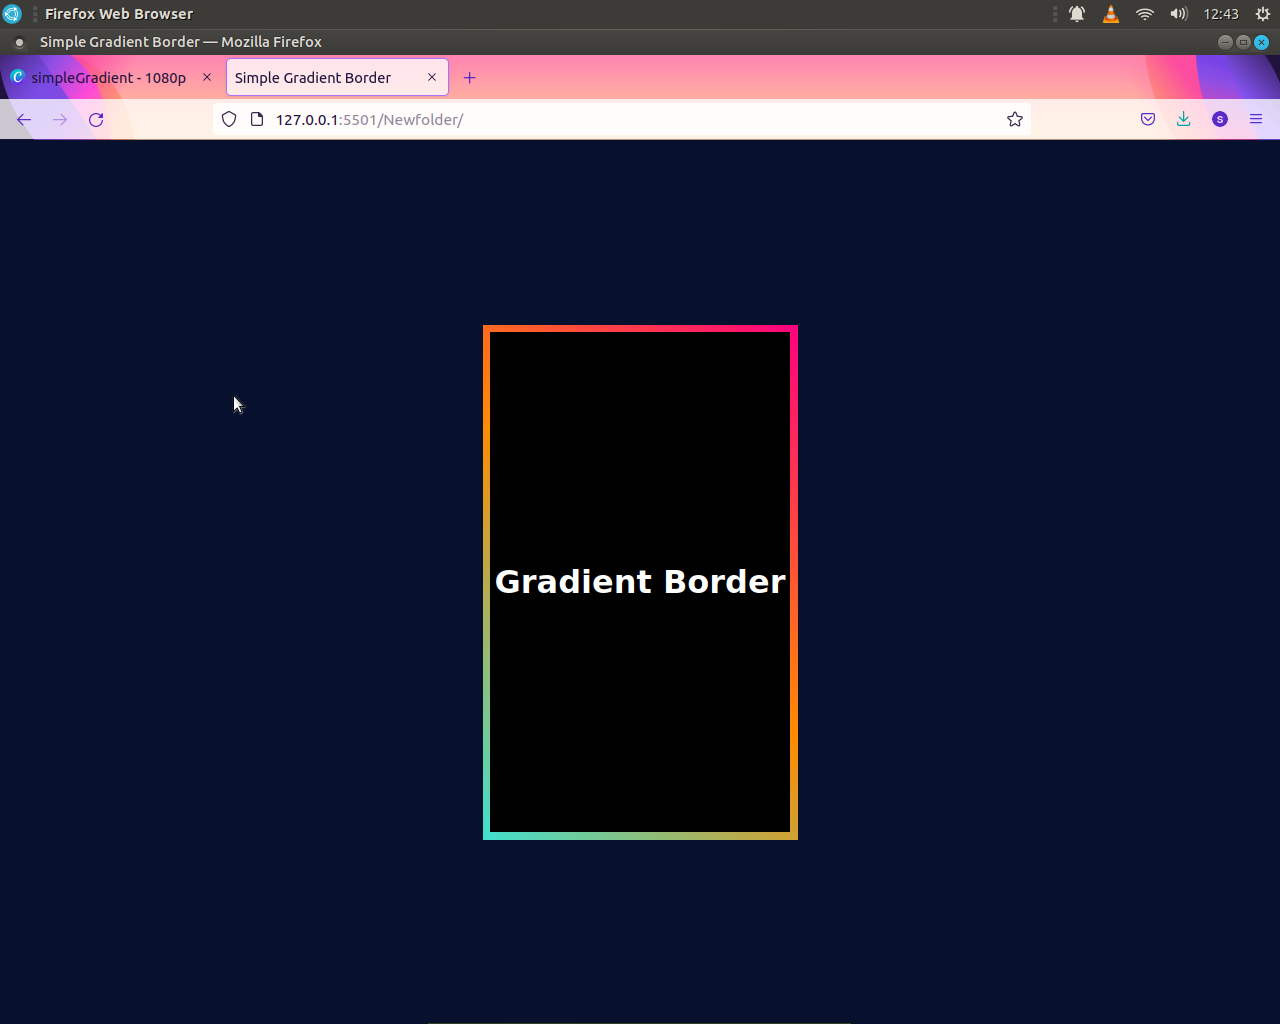 Firefox Web Browser
12:43
Simple Gradient Border — Mozilla Firefox
simpleGradient - 1080p
Simple Gradient Border
127.0.0.1:5501/Newfolder/
S
Gradient Border